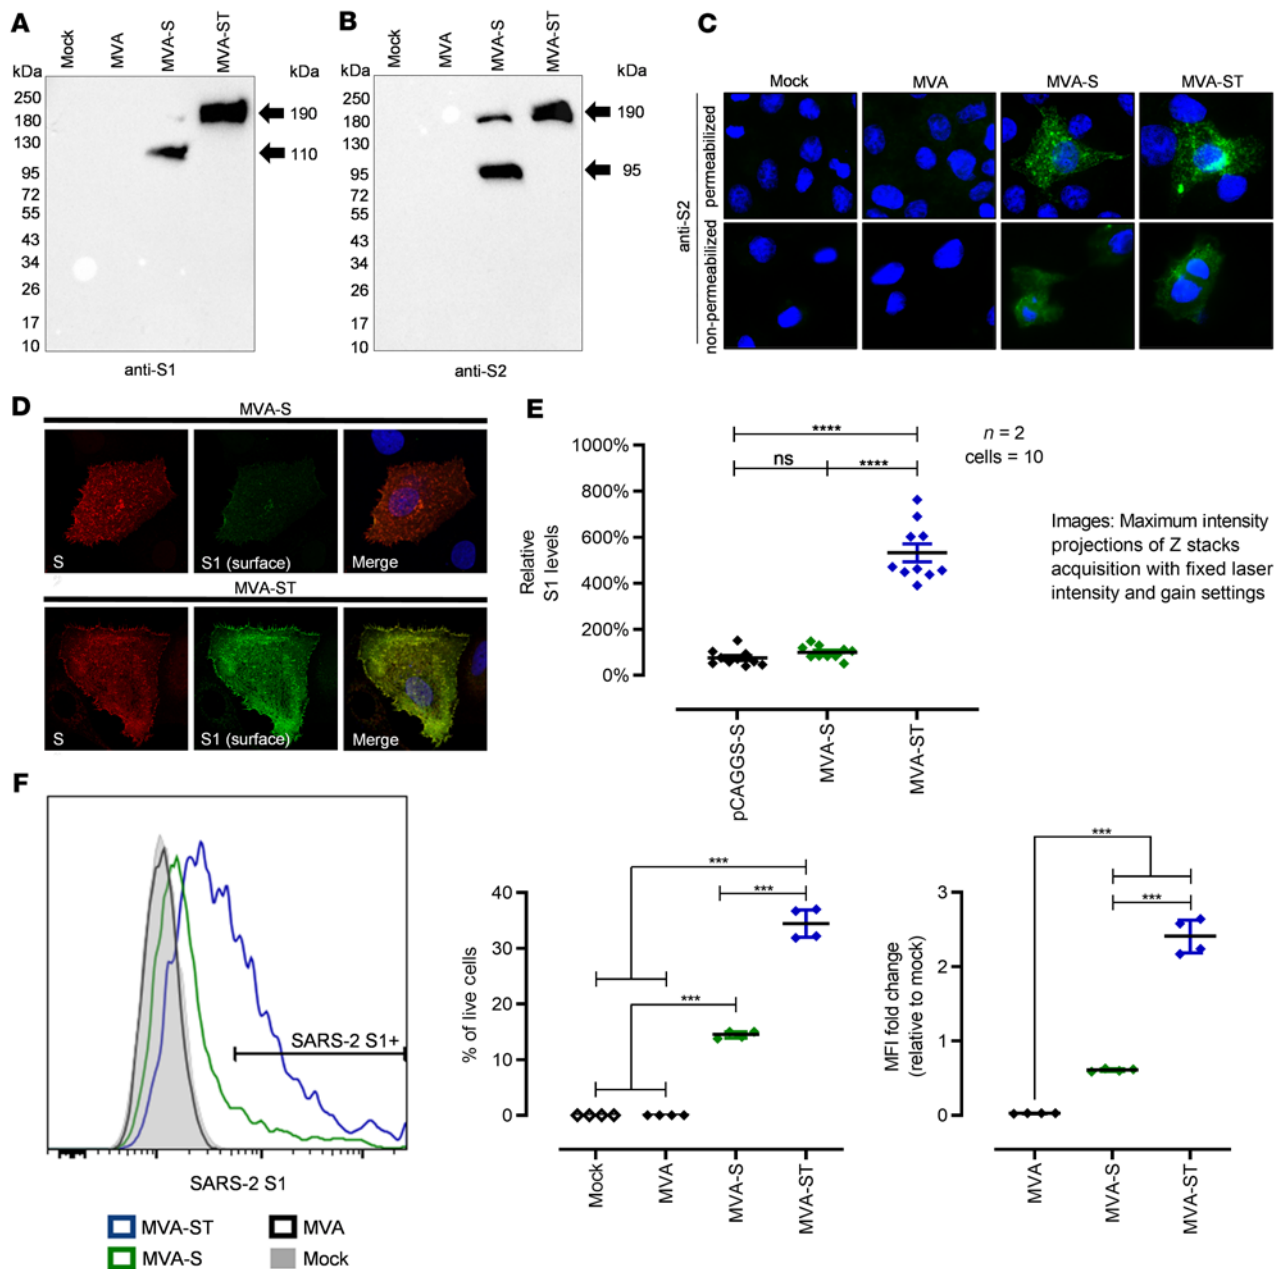 A
Mock
MVA
MVA-S
MVA-ST
kDa
250
180
130
95
72
55
43
34
26
17
10
kDa
190
110
anti-S1
B
Mock
MVA
MVA-S
MVA-ST
kDa
250
180
130
95
72
55
43
34
26
17
10
kDa
190
95
anti-S2
C
Mock
MVA
MVA-S
MVA-ST
anti-S2
permeabilized
non-permeabilized
D
MVA-S
S
S1 (surface)
Merge
MVA-ST
S
S1 (surface)
Merge
E
Relative
S1 levels
1000%
800%
600%
400%
200%
0%
****
ns
****
n = 2
cells = 10
pCAGGS-S
MVA-S
MVA-ST
Images: Maximum intensity
projections of Z stacks
acquisition with fixed laser
intensity and gain settings
F
SARS-2 S1+
SARS-2 S1
MVA-ST
MVA
MVA-S
Mock
% of live cells
40
30
20
10
0
***
***
***
Mock
MVA
MVA-S
MVA-ST
MFI fold change
(relative to mock)
3
2
1
0
***
***
MVA
MVA-S
MVA-ST